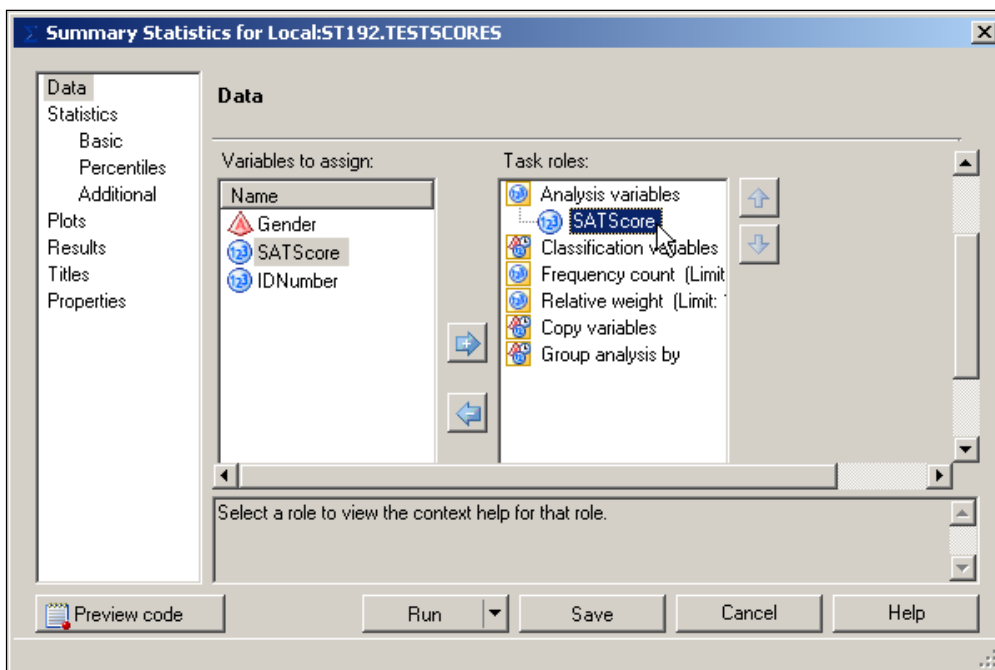 Summary Statistics for Local:ST192.TESTSCORES
Data
Statistics
Basic
Percentiles
Additional
Plots
Results
Titles
Properties
Data
Variables to assign:
Name
Gender
SATScore
IDNumber
Task roles:
Analysis variables
SATScore
Classification variables
Frequency count (Limit
Relative weight (Limit:
Copy variables
Group analysis by
Select a role to view the context help for that role.
Preview code
Run
Save
Cancel
Help